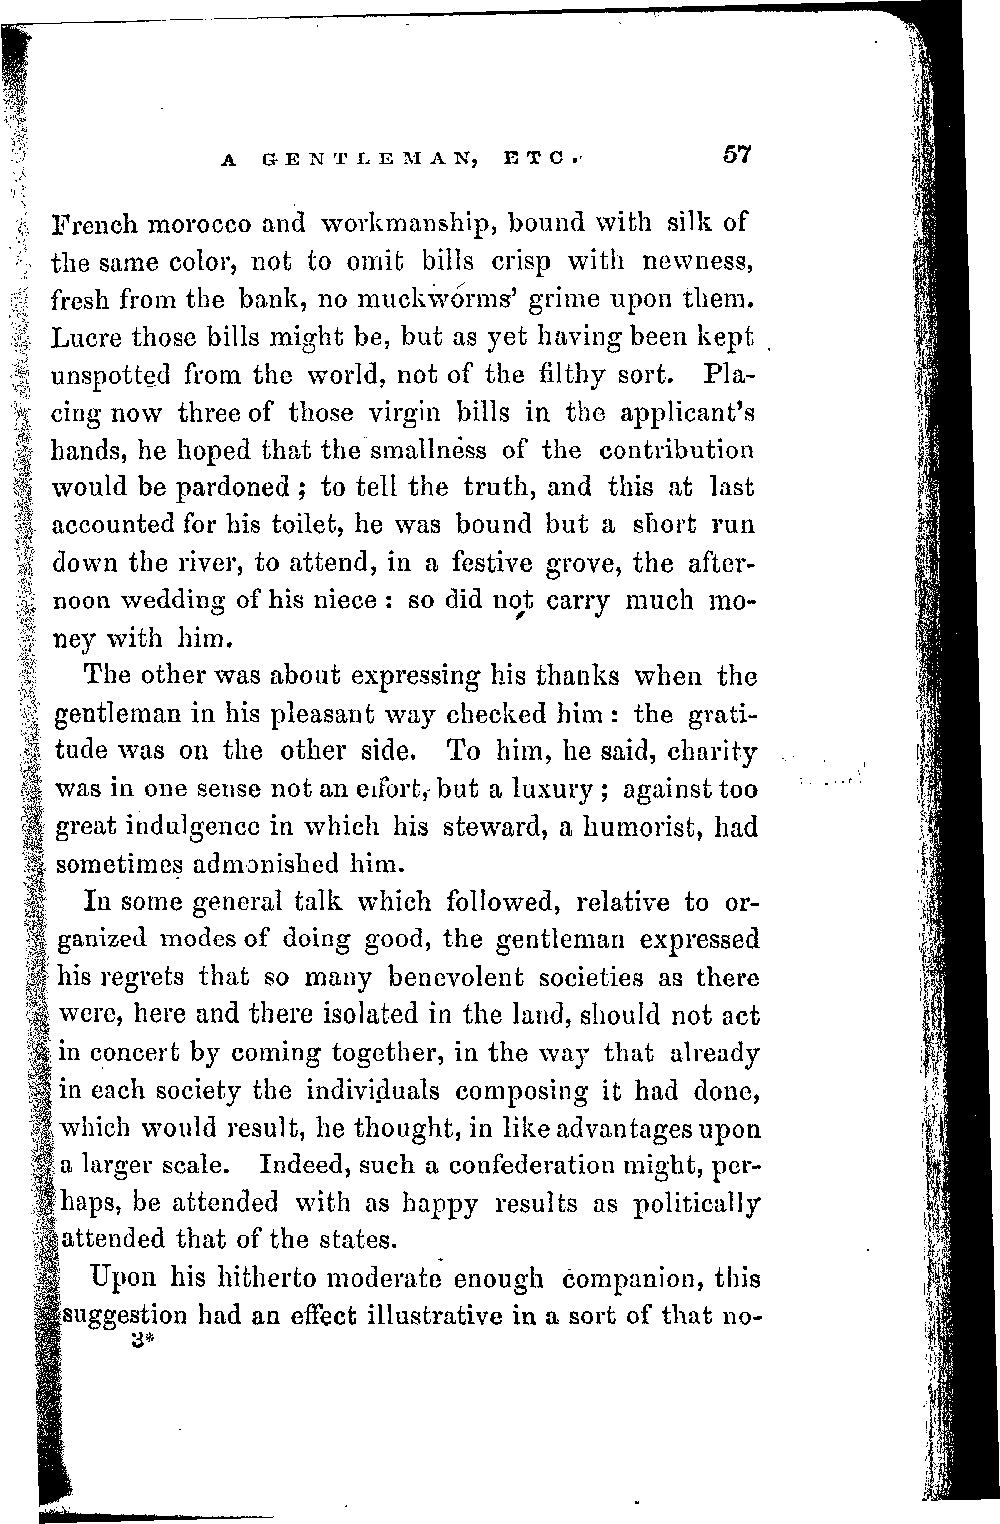 A GENTLEMAN, ETC. 57
French morocco and workmanship, bound with silk of
the same color, not to omit bills crisp with newness,
fresh from the bank, no muckworms' grime upon them.
Lucre those bills might be, but as yet having been kept
unspotted from the world, not of the filthy sort. Pla-
cing now three of those virgin bills in the applicant's
hands, he hoped that the smallness of the contribution
would be pardoned; to tell the truth, and this at last
accounted for his toilet, he was bound but a short run
down the river, to attend, in a festive grove, the after-
noon wedding of his niece: so did not carry much mo-
ney with him.
The other was about expressing his thanks when the
gentleman in his pleasant way checked him: the grati-
tude was on the other side. To him, he said, charity
was in one sense not an effort, but a luxury; against too
great indulgence in which his steward, a humorist, had
sometimes admonished him.
In some general talk which followed, relative to or-
ganized modes of doing good, the gentleman expressed
his regrets that so many benevolent societies as there
were, here and there isolated in the land, should not act
in concert by coming together, in the way that already
in each society the individuals composing it had done,
which would result, he thought, in like advantages upon
a larger scale. Indeed, such a confederation might, per-
haps, be attended with as happy results as politically
attended that of the states.
Upon his hitherto moderate enough companion, this
suggestion had an effect illustrative in a sort of that no-
3*